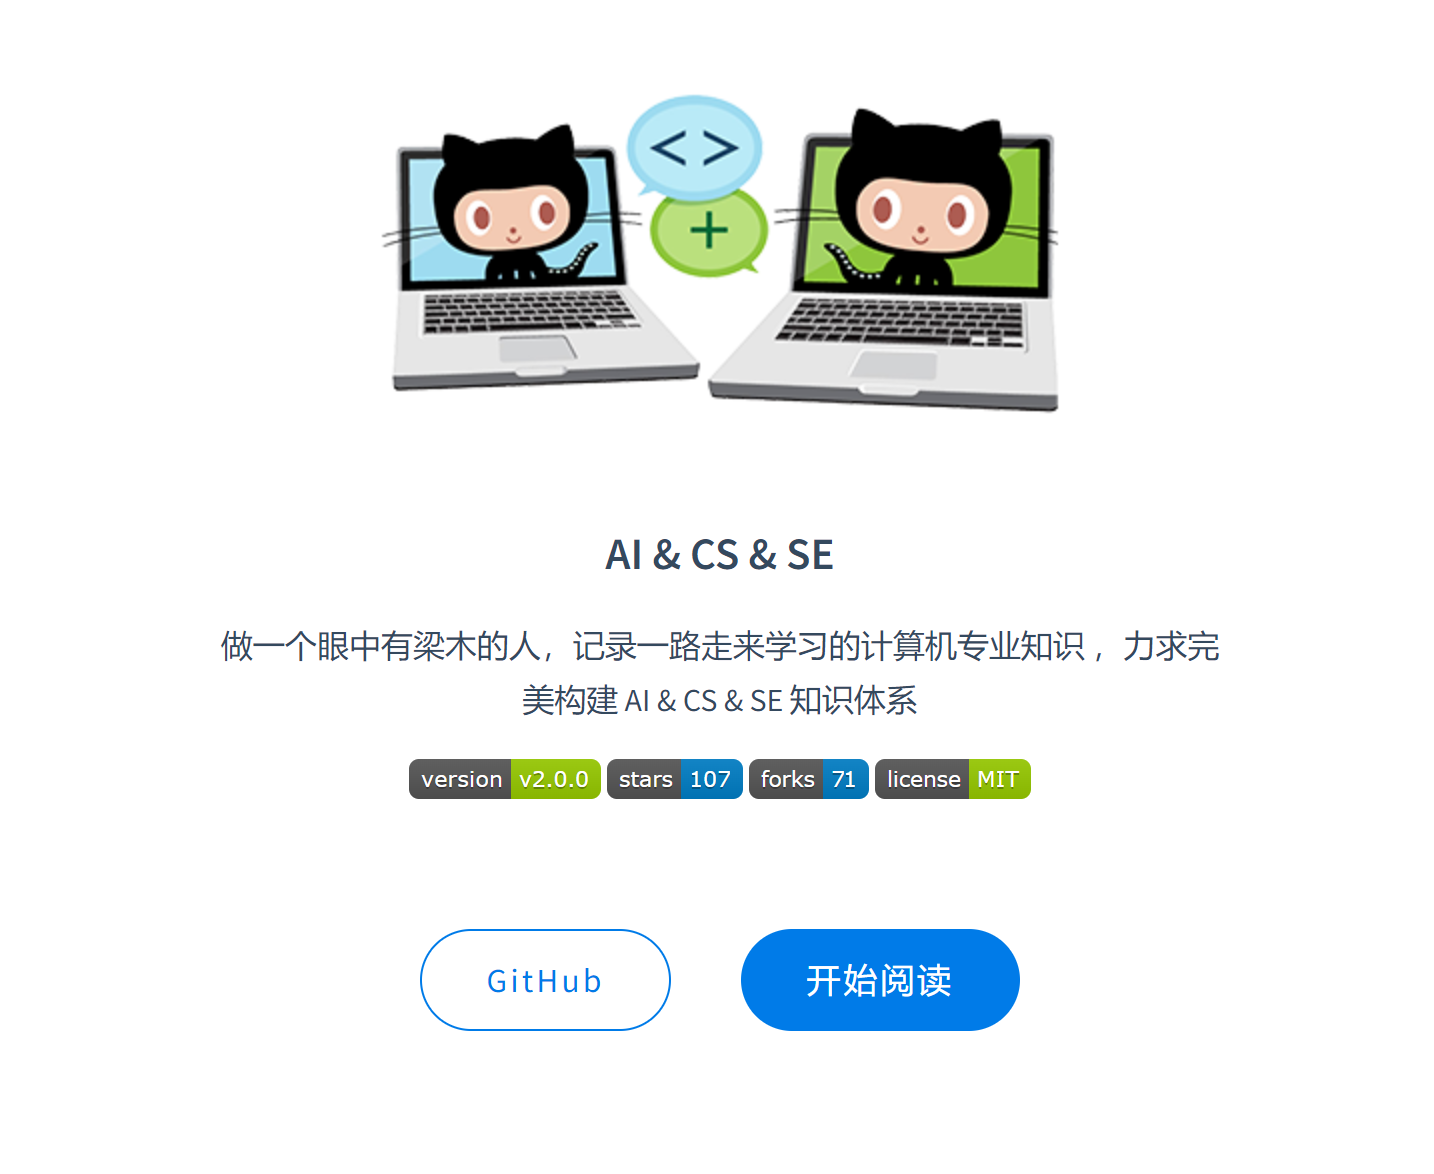 <>
+
AI & CS & SE
做一个眼中有梁木的人，记录一路走来学习的计算机专业知识 ，力求完
美构建 AI & CS & SE 知识体系
version v2.0.0 stars 107 forks 71 license MIT
GitHub 开始阅读